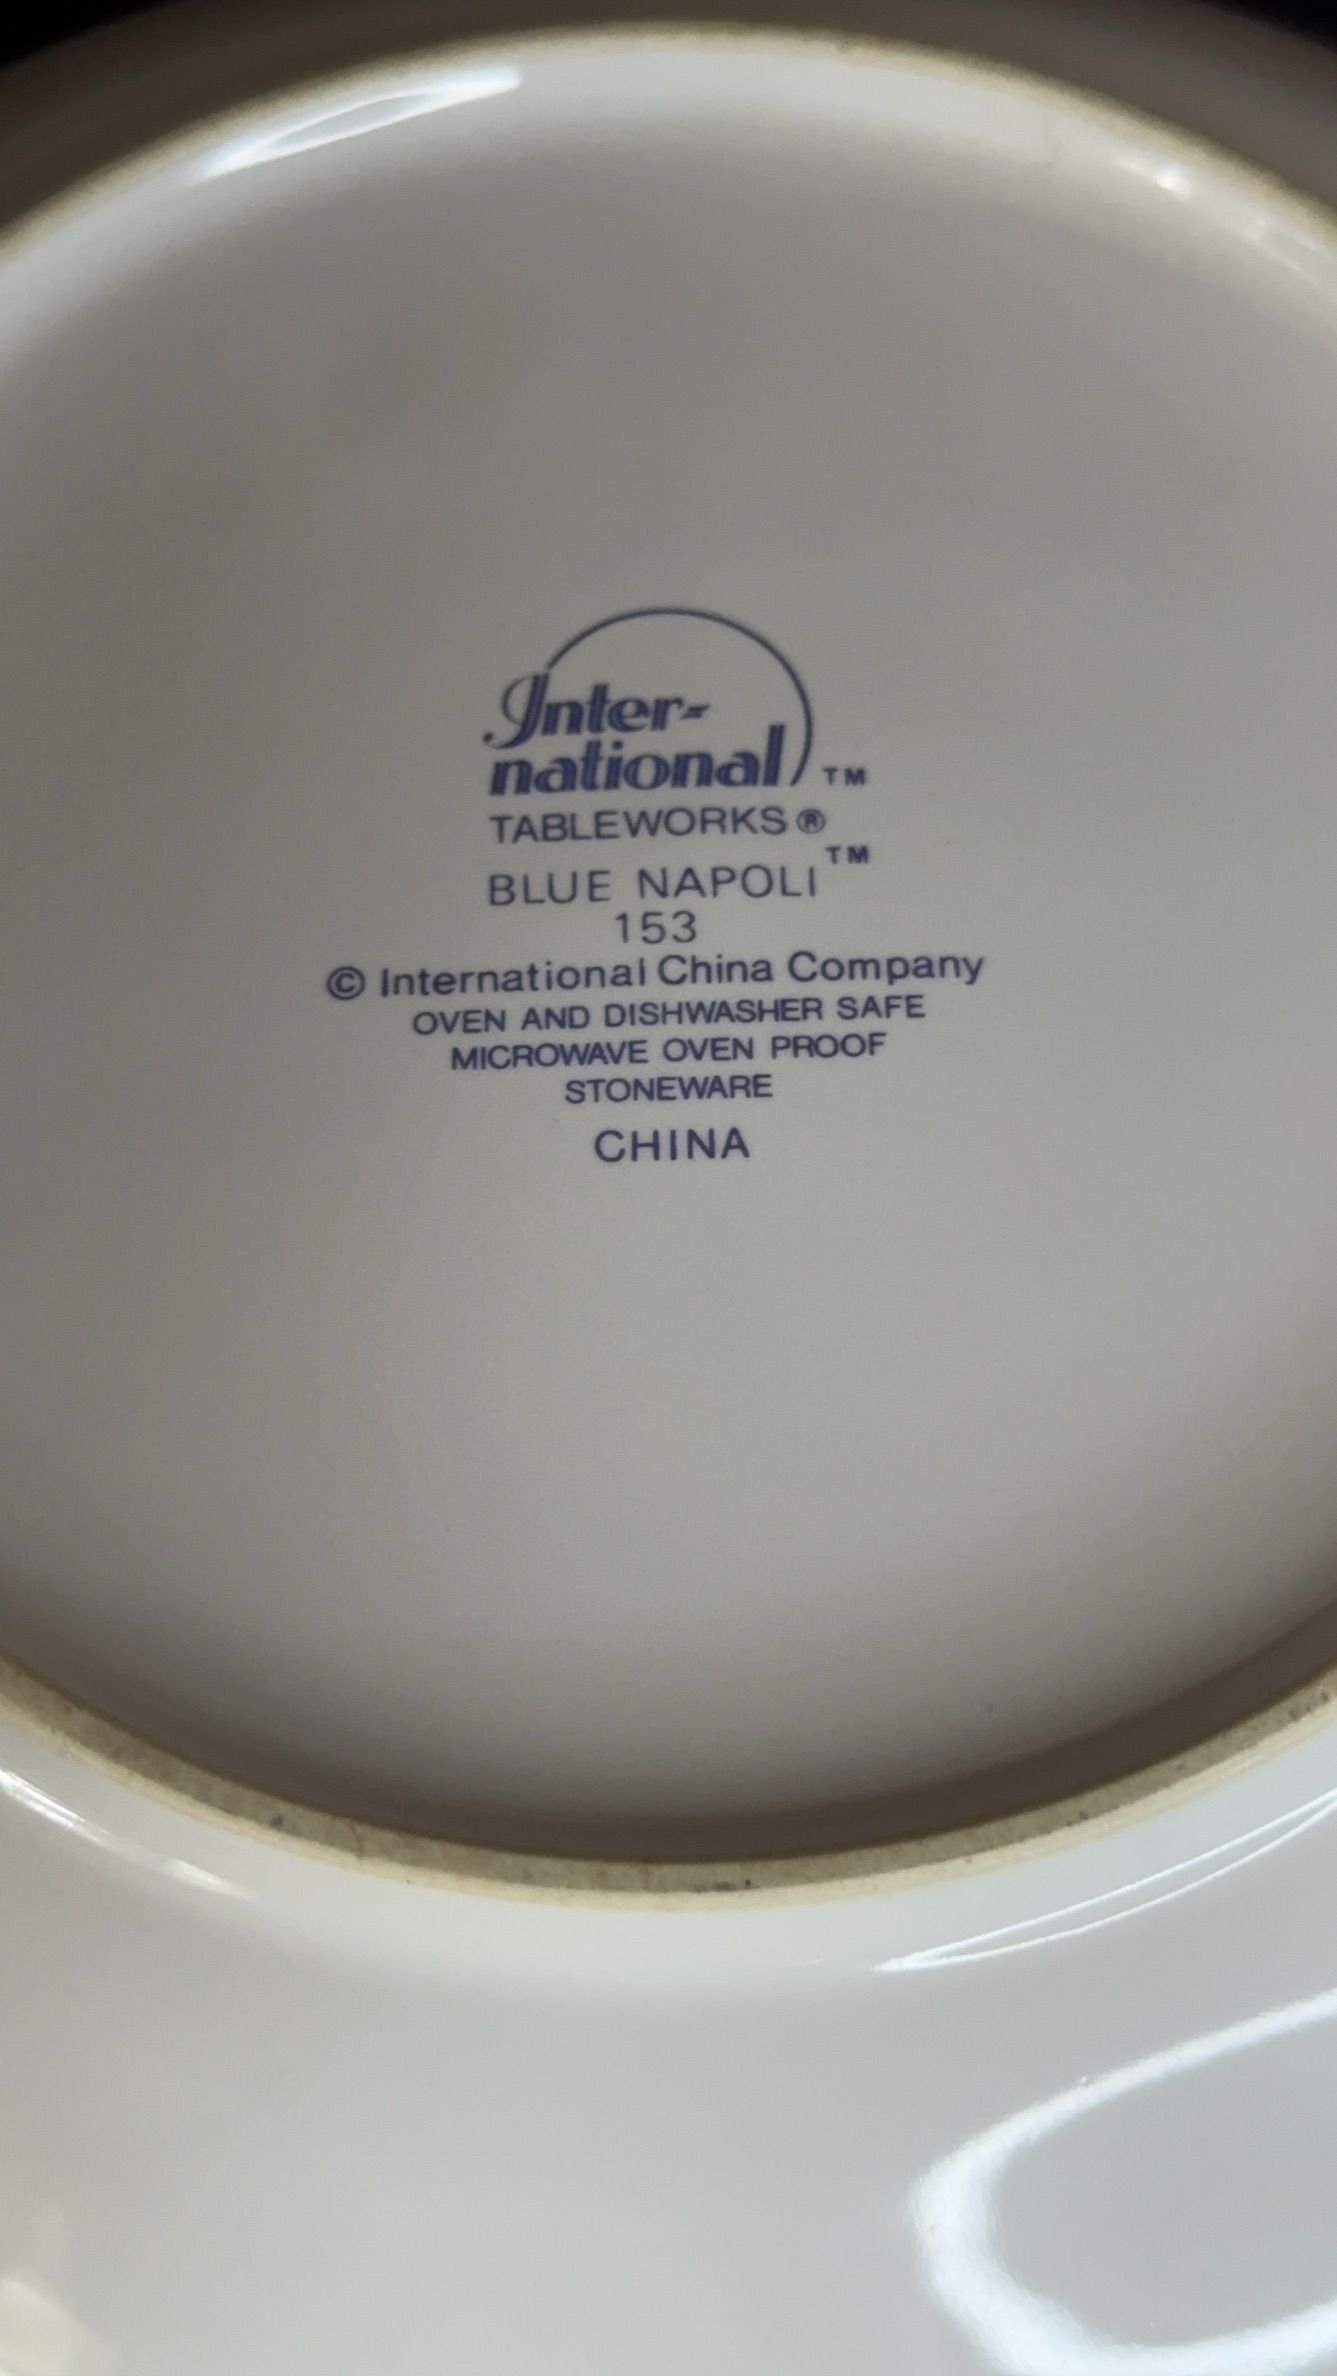 Inter-
national ™
TABLEWORKS®
BLUE NAPOLI™
153
© International China Company
OVEN AND DISHWASHER SAFE
MICROWAVE OVEN PROOF
STONEWARE
CHINA